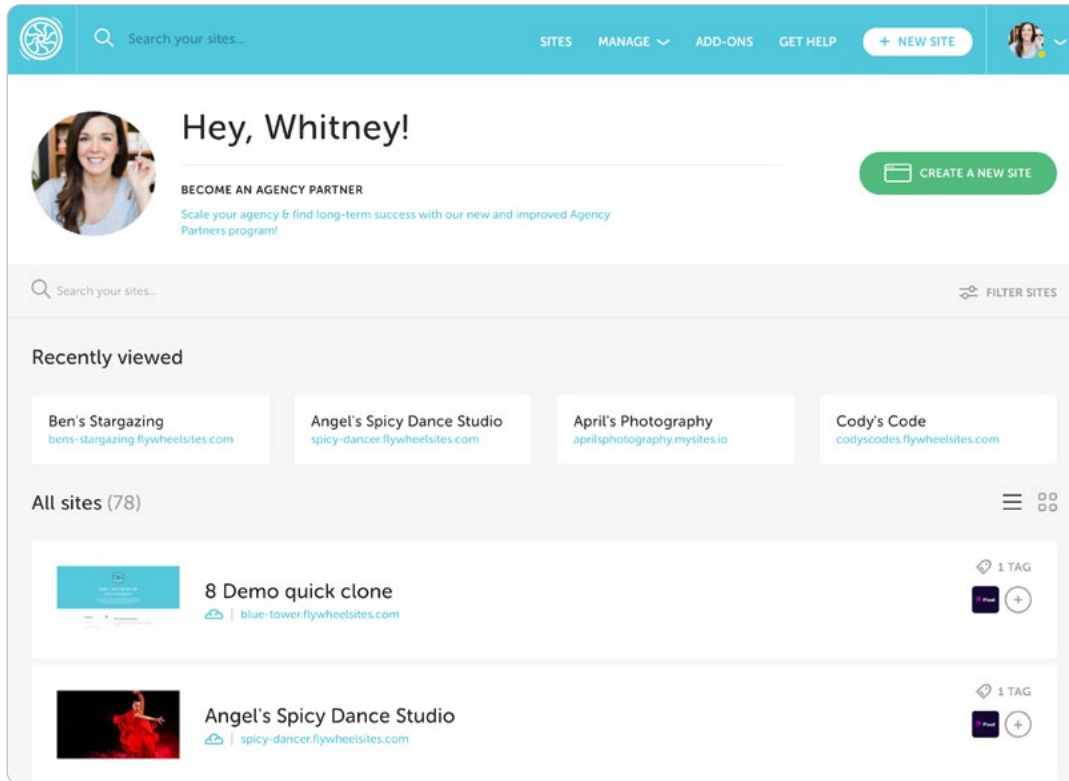 Search your sites...
SITES MANAGE ADD-ONS GET HELP + NEW SITE
Hey, Whitney!
BECOME AN AGENCY PARTNER
Scale your agency & find long-term success with our new and improved Agency
Partners program!
CREATE A NEW SITE
Search your sites...
FILTER SITES
Recently viewed
Ben's Stargazing
bens-stargazing.flywheelsites.com
Angel's Spicy Dance Studio
spicy-dancer.flywheelsites.com
April's Photography
aprilsphotography.mysites.io
Cody's Code
codyscodes.flywheelsites.com
All sites (78)
1 TAG
8 Demo quick clone
blue-tower.flywheelsites.com
Pixel
1 TAG
Angel's Spicy Dance Studio
spicy-dancer.flywheelsites.com
Pixel